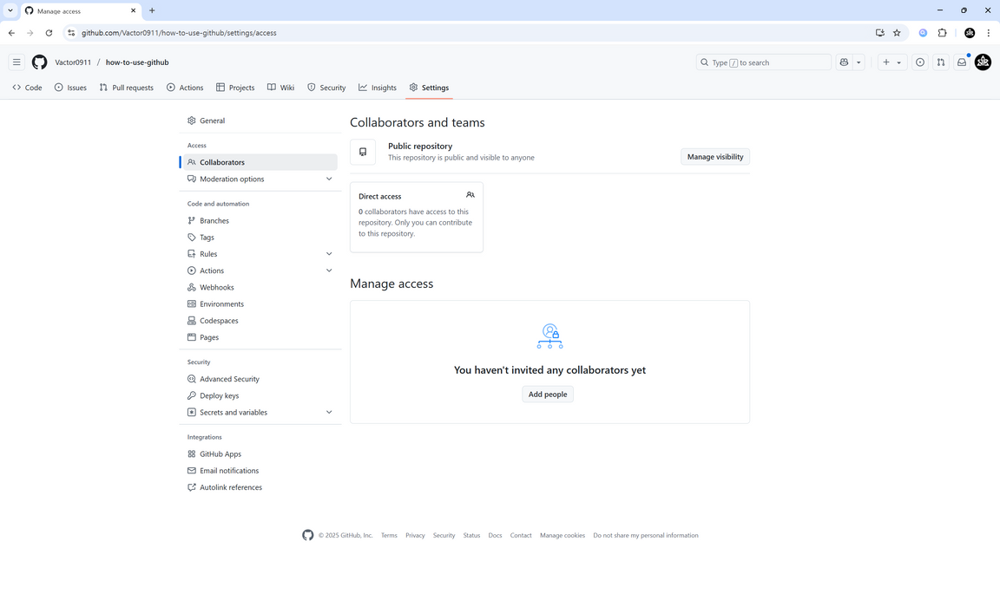 Manage access
github.com/Vactor0911/how-to-use-github/settings/access
Vactor0911 / how-to-use-github
Type / to search
Code
Issues
Pull requests
Actions
Projects
Wiki
Security
Insights
Settings
General
Access
Collaborators
Moderation options
Code and automation
Branches
Tags
Rules
Actions
Webhooks
Environments
Codespaces
Pages
Security
Advanced Security
Deploy keys
Secrets and variables
Integrations
GitHub Apps
Email notifications
Autolink references
Collaborators and teams
Public repository
This repository is public and visible to anyone
Manage visibility
Direct access
0 collaborators have access to this
repository. Only you can contribute
to this repository.
Manage access
You haven't invited any collaborators yet
Add people
© 2025 GitHub, Inc.
Terms
Privacy
Security
Status
Docs
Contact
Manage cookies
Do not share my personal information